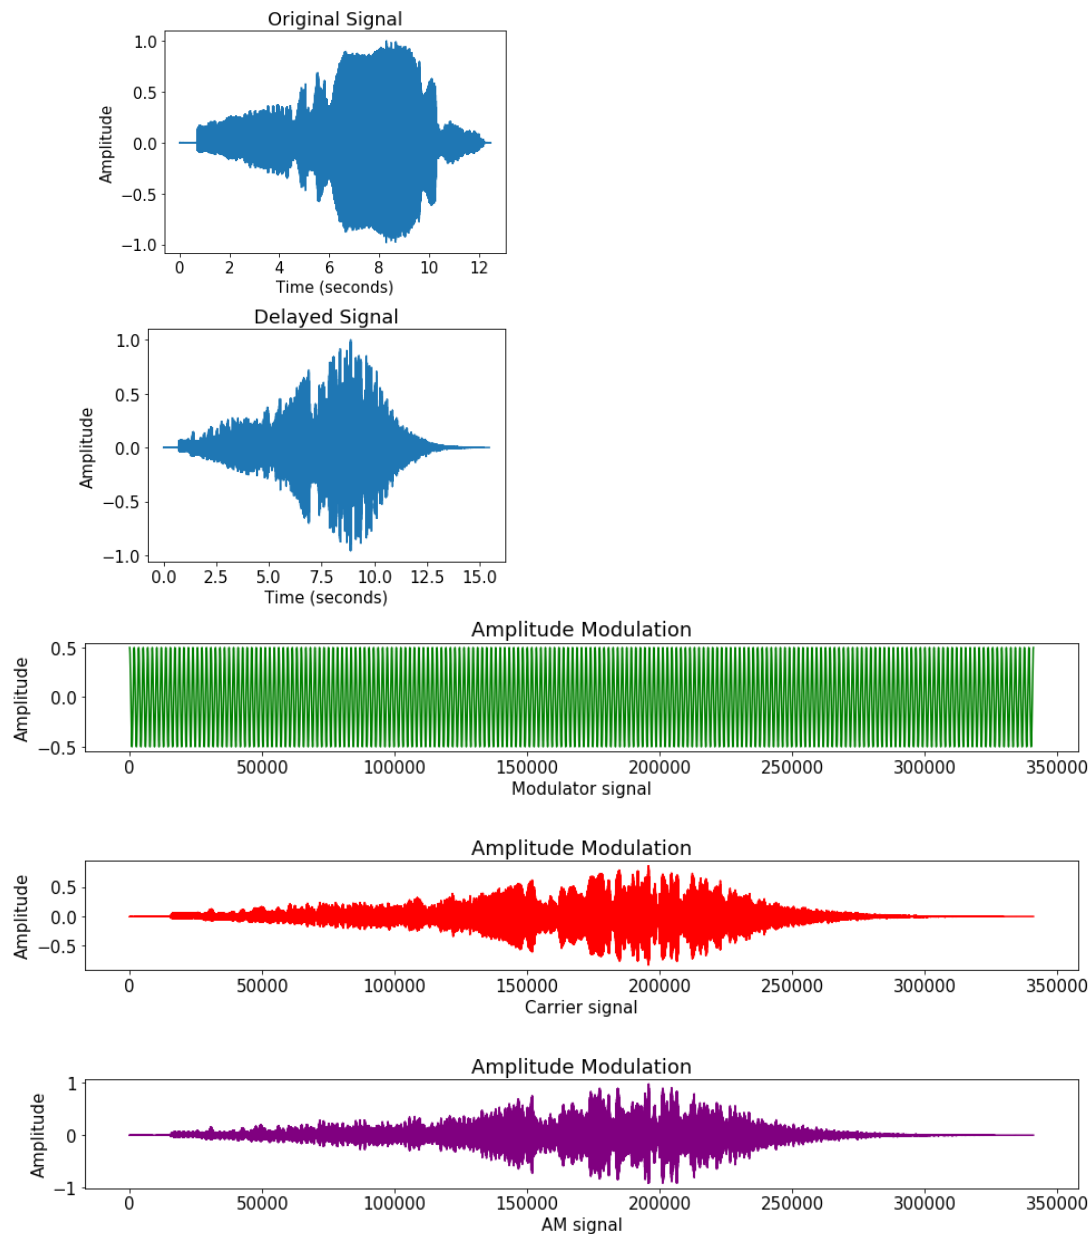 Original Signal
1.0
0.5
0.0
−0.5
−1.0
Amplitude
0 2 4 6 8 10 12
Time (seconds)
Delayed Signal
1.0
0.5
0.0
−0.5
−1.0
Amplitude
0.0 2.5 5.0 7.5 10.0 12.5 15.0
Time (seconds)
Amplitude Modulation
0.5
0.0
−0.5
Amplitude
0 50000 100000 150000 200000 250000 300000 350000
Modulator signal
Amplitude Modulation
0.5
0.0
−0.5
Amplitude
0 50000 100000 150000 200000 250000 300000 350000
Carrier signal
Amplitude Modulation
1
0
−1
Amplitude
0 50000 100000 150000 200000 250000 300000 350000
AM signal